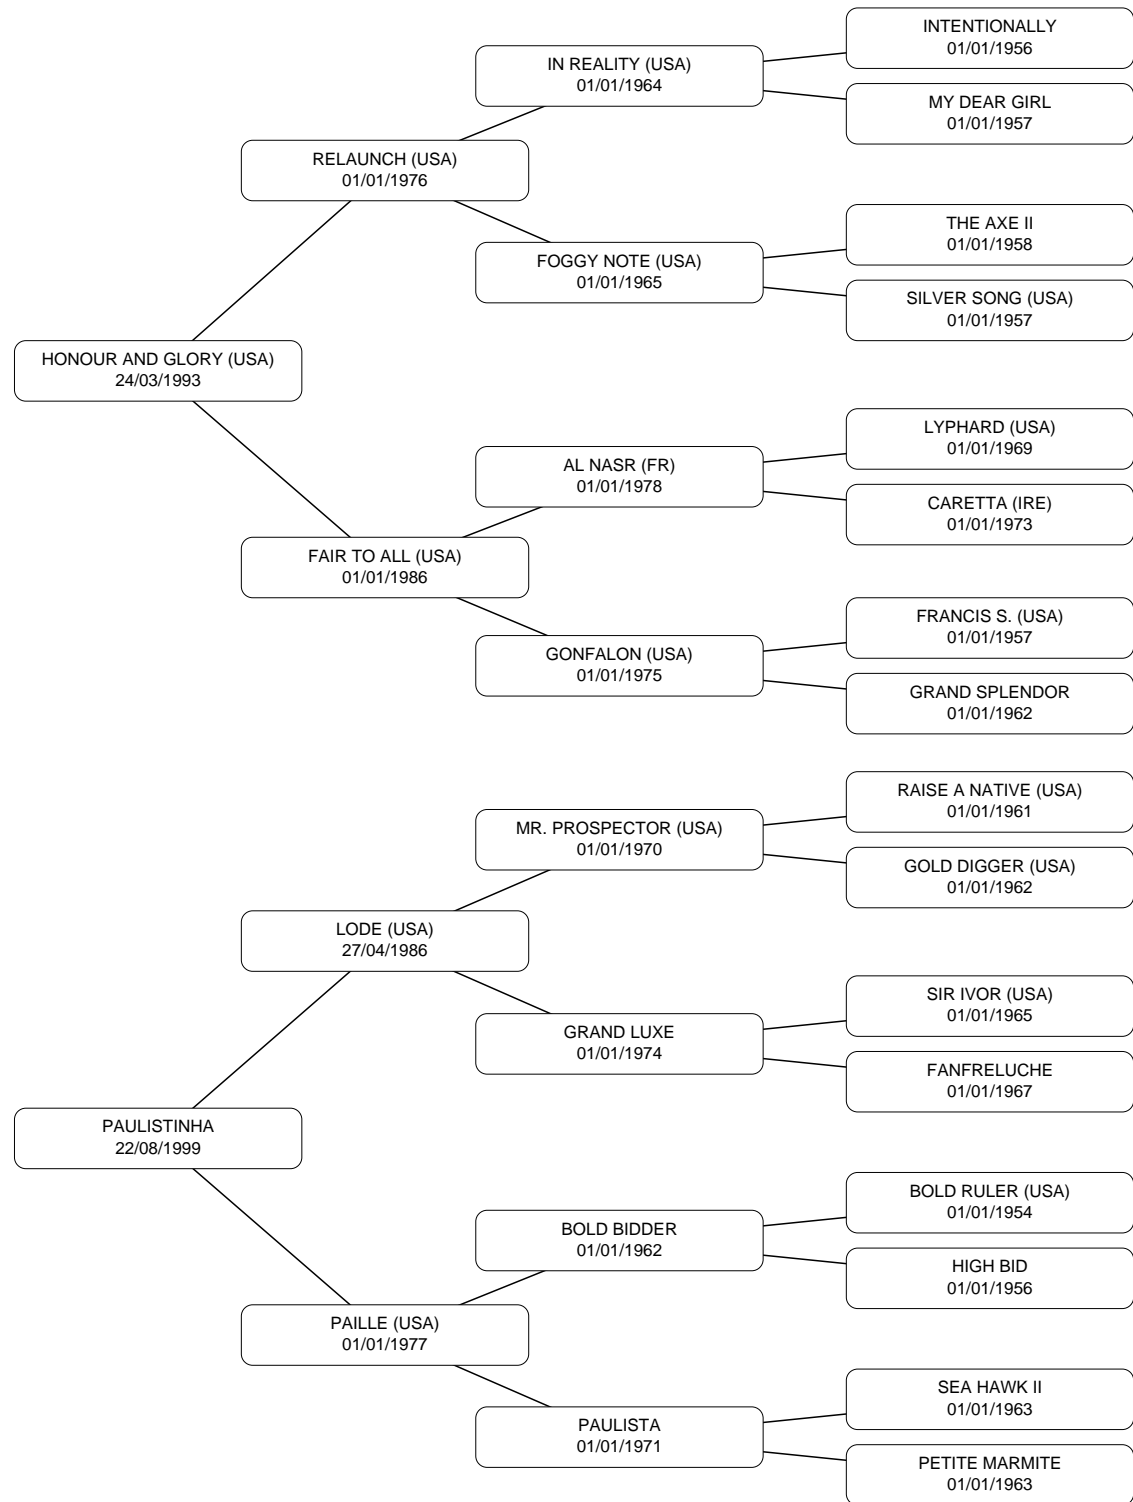 INTENTIONALLY
01/01/1956
IN REALITY (USA)
01/01/1964
MY DEAR GIRL
01/01/1957
RELAUNCH (USA)
01/01/1976
THE AXE II
01/01/1958
FOGGY NOTE (USA)
01/01/1965
SILVER SONG (USA)
01/01/1957
HONOUR AND GLORY (USA)
24/03/1993
LYPHARD (USA)
01/01/1969
AL NASR (FR)
01/01/1978
CARETTA (IRE)
01/01/1973
FAIR TO ALL (USA)
01/01/1986
FRANCIS S. (USA)
01/01/1957
GONFALON (USA)
01/01/1975
GRAND SPLENDOR
01/01/1962
RAISE A NATIVE (USA)
01/01/1961
MR. PROSPECTOR (USA)
01/01/1970
GOLD DIGGER (USA)
01/01/1962
LODE (USA)
27/04/1986
SIR IVOR (USA)
01/01/1965
GRAND LUXE
01/01/1974
FANFRELUCHE
01/01/1967
PAULISTINHA
22/08/1999
BOLD RULER (USA)
01/01/1954
BOLD BIDDER
01/01/1962
HIGH BID
01/01/1956
PAILLE (USA)
01/01/1977
SEA HAWK II
01/01/1963
PAULISTA
01/01/1971
PETITE MARMITE
01/01/1963